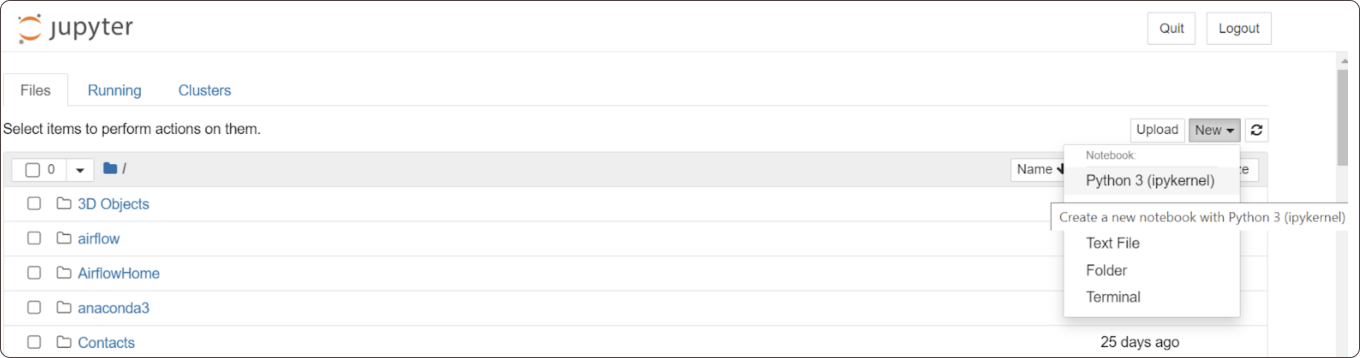 jupyter
Quit Logout
Files Running Clusters
Select items to perform actions on them.
Upload New
0 / Name
Notebook:
Python 3 (ipykernel)
3D Objects
Create a new notebook with Python 3 (ipykernel)
airflow
Text File
AirflowHome
Folder
anaconda3
Terminal
Contacts 25 days ago